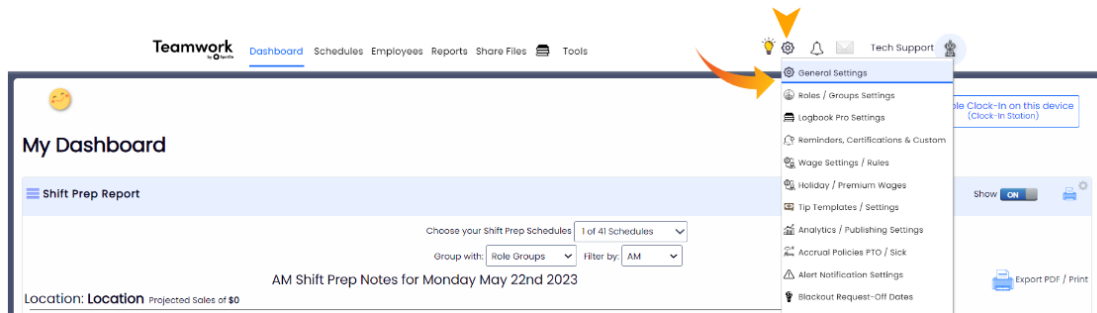 Teamwork
Dashboard Schedules Employees Reports Share Files Tools
Tech Support
General Settings
Roles / Groups Settings
Logbook Pro Settings
Reminders, Certifications & Custom
Wage Settings / Rules
Holiday / Premium Wages
Tip Templates / Settings
Analytics / Publishing Settings
Accrual Policies PTO / Sick
Alert Notification Settings
Blackout Request-Off Dates
Clock-In on this device
(Clock-In Station)
My Dashboard
Shift Prep Report
Show ON
Choose your Shift Prep Schedules 1 of 41 Schedules
Group with: Role Groups Filter by: AM
AM Shift Prep Notes for Monday May 22nd 2023
Export PDF / Print
Location: Location Projected Sales of $0